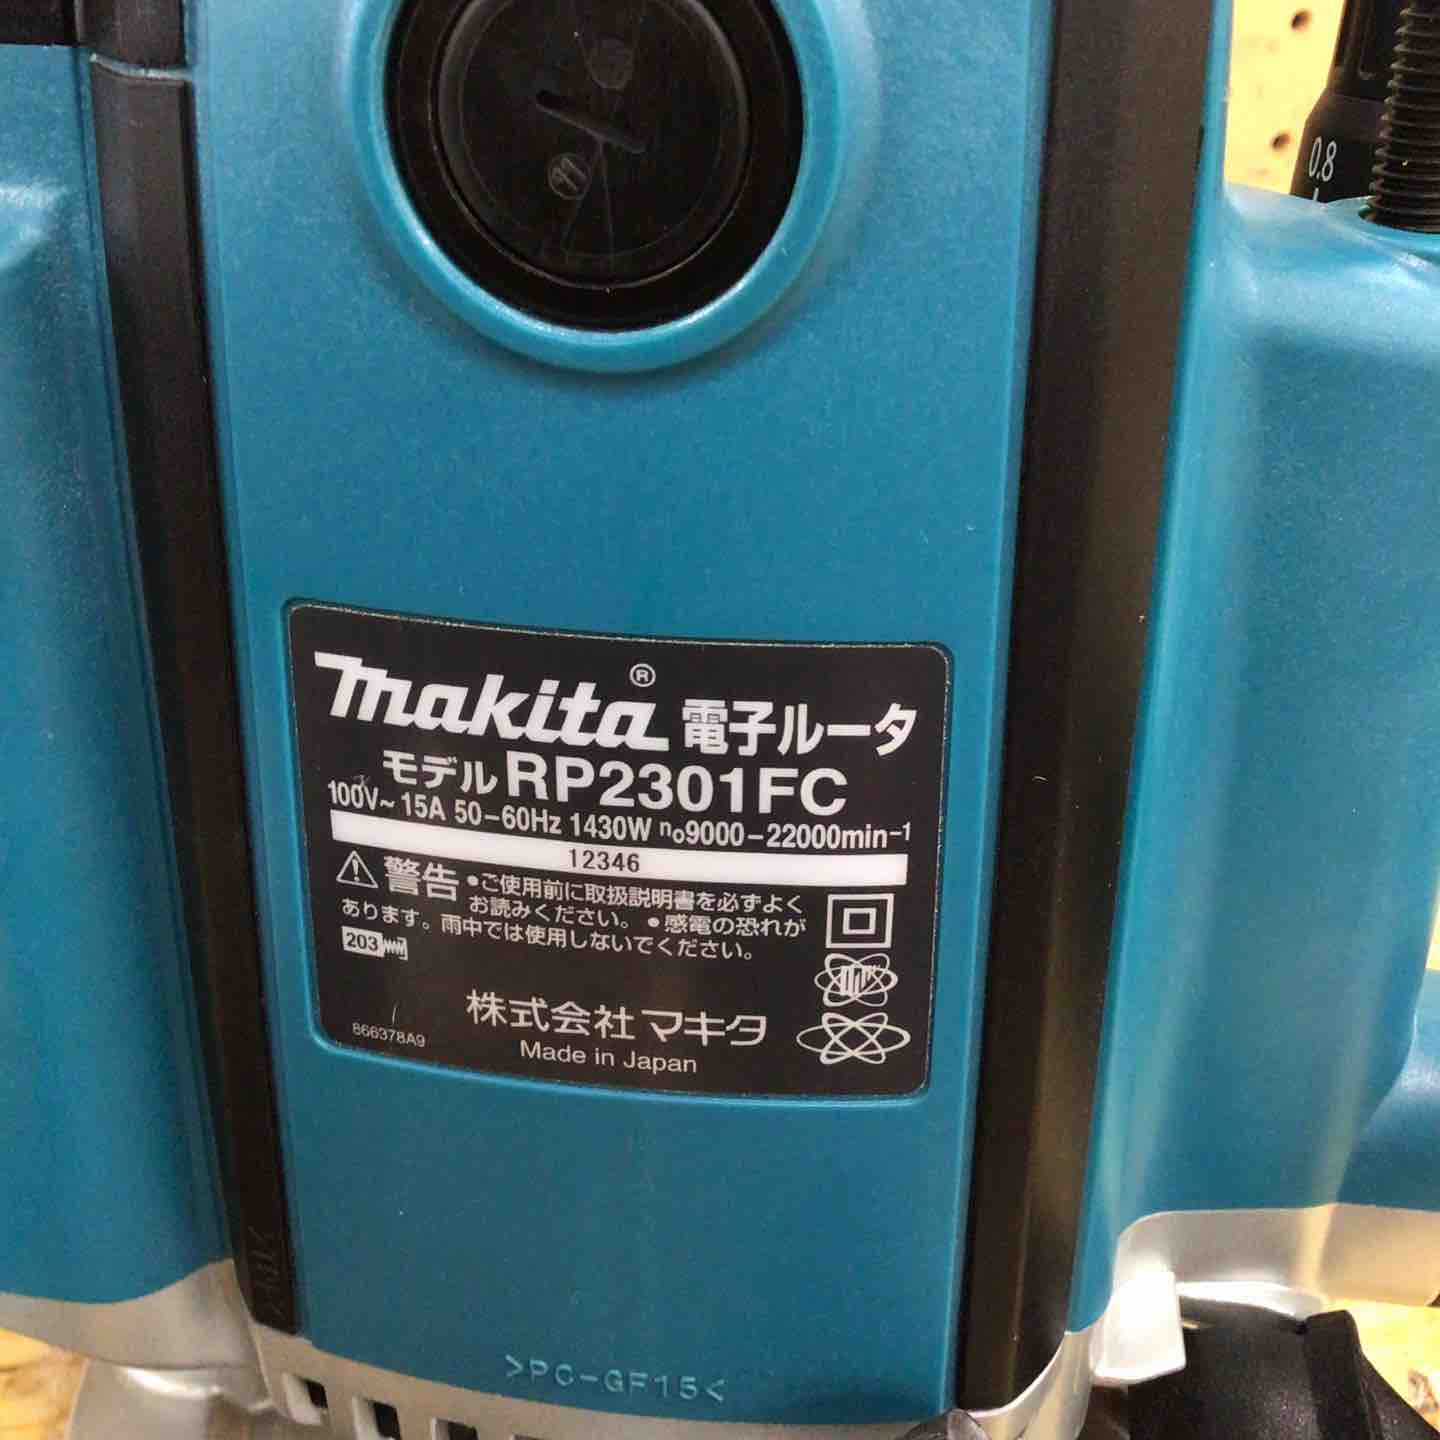 11
0.8
makita® 電子ルータ
モデル RP2301FC
100V~ 15A 50-60Hz 1430W n₀9000-22000min⁻¹
12346
⚠警告 •ご使用前に取扱説明書を必ずよく
お読みください。•感電の恐れが
あります。雨中では使用しないでください。
203
866378A9
株式会社マキタ
Made in Japan
>PC-GF15<